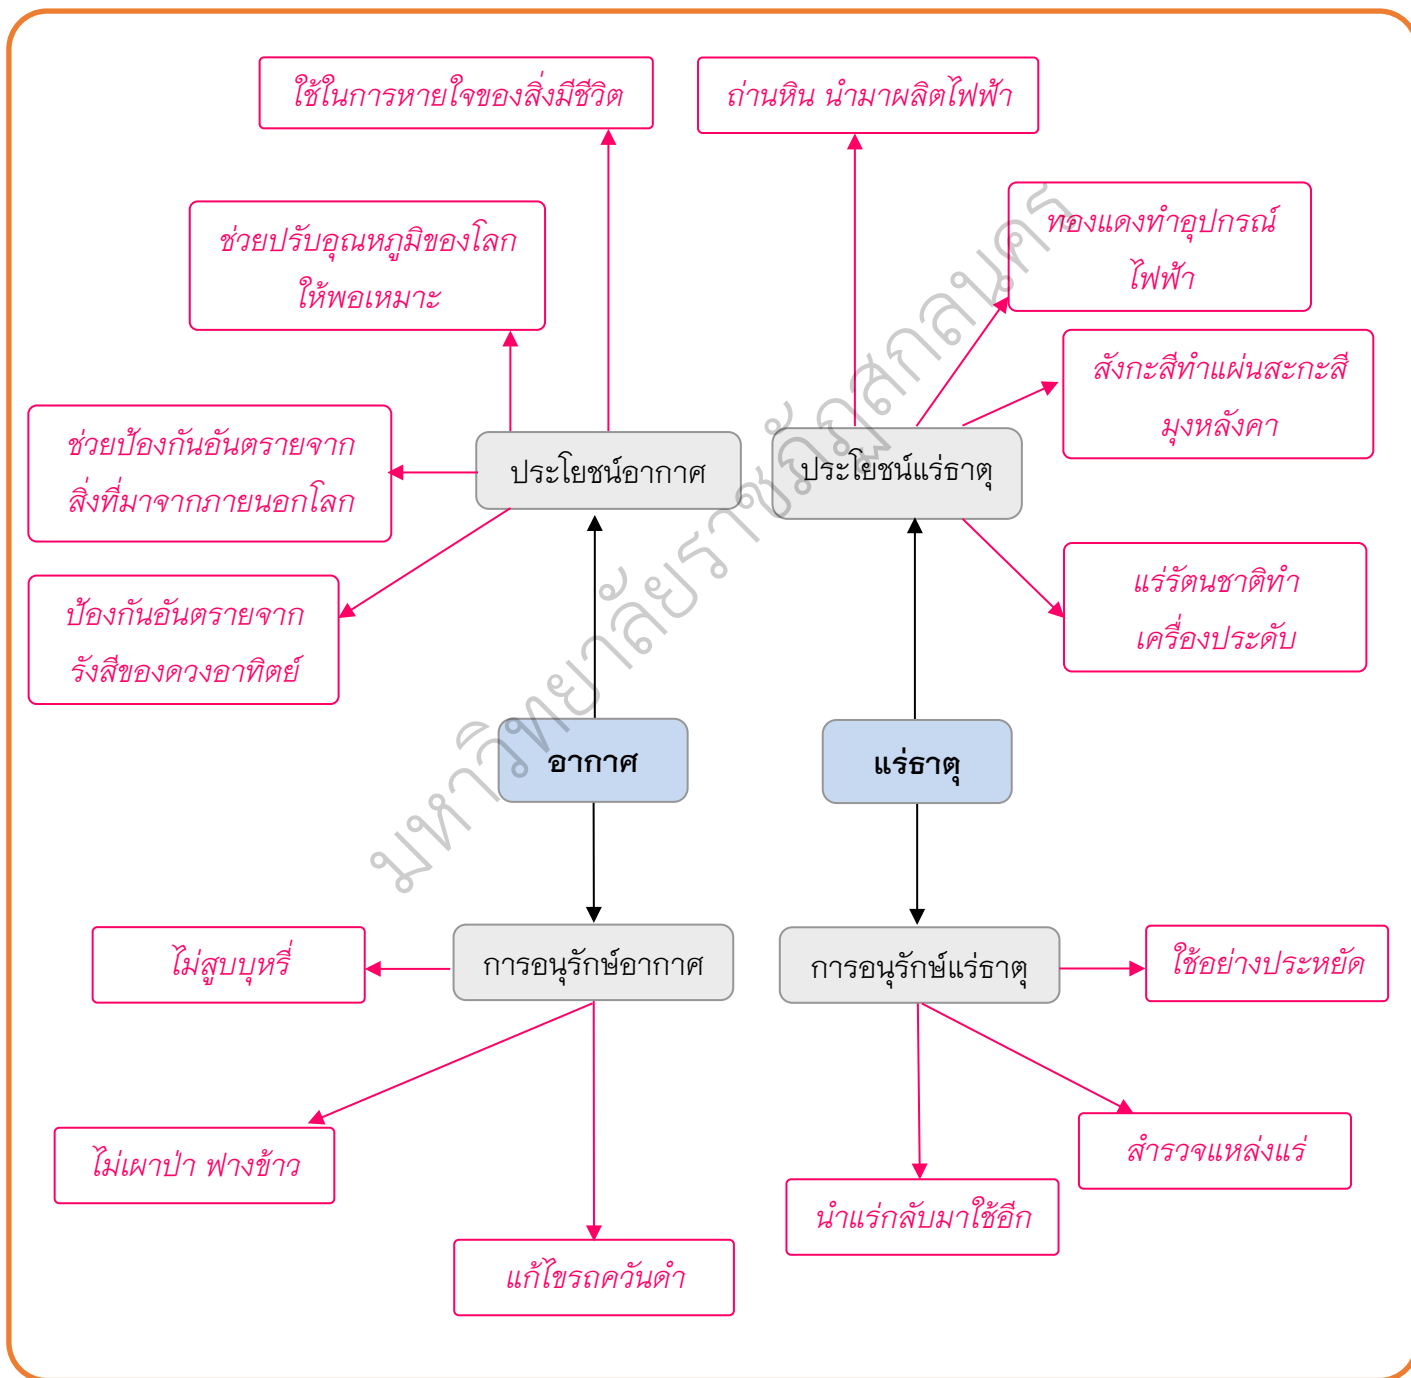 ใช้ในการหายใจของสิ่งมีชีวิต
ถ่านหิน นำมาผลิตไฟฟ้า
ช่วยปรับอุณหภูมิของโลก
ให้พอเหมาะ
ทองแดงทำอุปกรณ์
ไฟฟ้า
สังกะสีทำแผ่นสะกะสี
มุงหลังคา
ช่วยป้องกันอันตรายจาก
สิ่งที่มาจากภายนอกโลก
ประโยชน์อากาศ
ประโยชน์แร่ธาตุ
ป้องกันอันตรายจาก
รังสีของดวงอาทิตย์
แร่รัตนชาติทำ
เครื่องประดับ
อากาศ
แร่ธาตุ
มหาวิทยาลัยราชภัฏสกลนคร
ไม่สูบบุหรี่
การอนุรักษ์อากาศ
การอนุรักษ์แร่ธาตุ
ใช้อย่างประหยัด
ไม่เผาป่า ฟางข้าว
สำรวจแหล่งแร่
นำแร่กลับมาใช้อีก
แก้ไขรถควันดำ